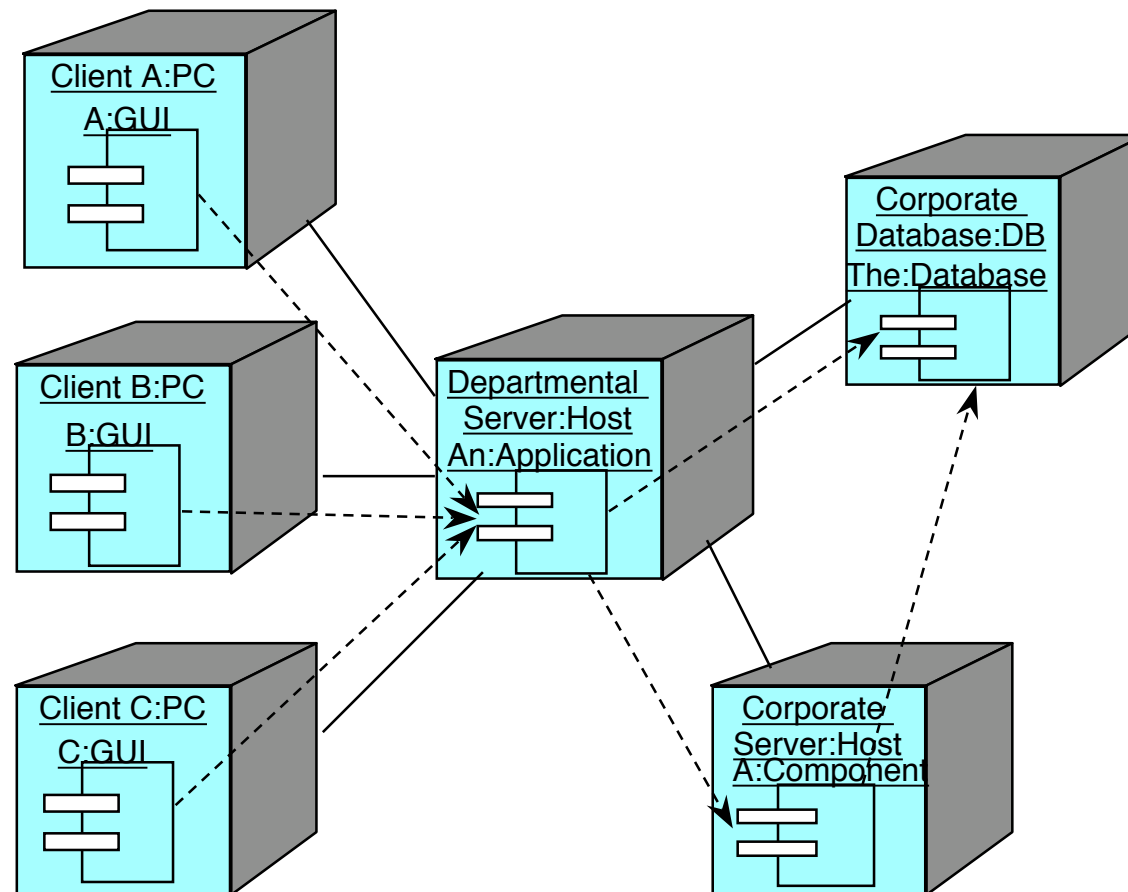 Client A:PC
A:GUI
Client B:PC
B:GUI
Client C:PC
C:GUI
Departmental
Server:Host
An:Application
Corporate
Database:DB
The:Database
Corporate
Server:Host
A:Component